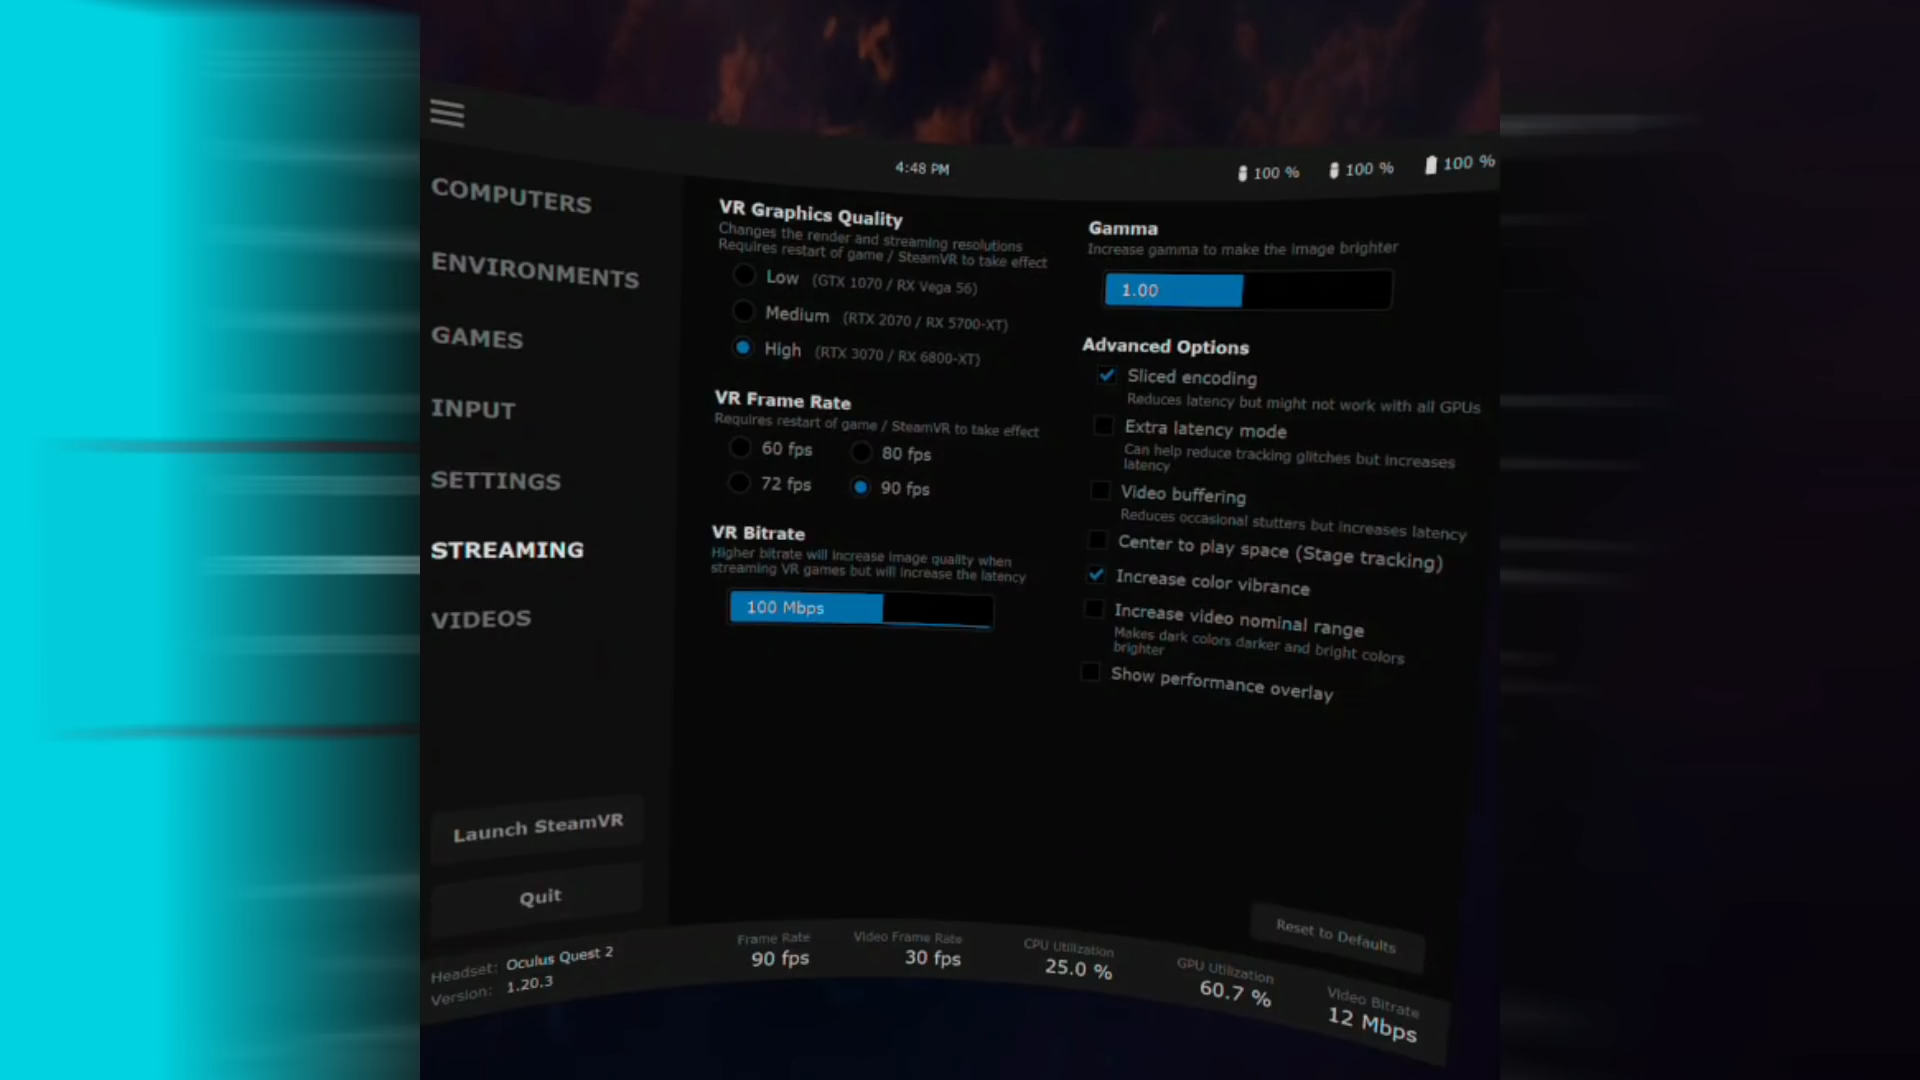 4:48 PM
100 %
100 %
100 %
COMPUTERS
ENVIRONMENTS
GAMES
INPUT
SETTINGS
STREAMING
VIDEOS
Launch SteamVR
Quit
VR Graphics Quality
Changes the render and streaming resolutions
Requires restart of game / SteamVR to take effect
Low (GTX 1070 / RX Vega 56)
Medium (RTX 2070 / RX 5700-XT)
High (RTX 3070 / RX 6800-XT)
VR Frame Rate
Requires restart of game / SteamVR to take effect
60 fps
80 fps
72 fps
90 fps
VR Bitrate
Higher bitrate will increase image quality when
streaming VR games but will increase the latency
100 Mbps
Gamma
Increase gamma to make the image brighter
1.00
Advanced Options
Sliced encoding
Reduces latency but might not work with all GPUs
Extra latency mode
Can help reduce tracking glitches but increases
latency
Video buffering
Reduces occasional stutters but increases latency
Center to play space (Stage tracking)
Increase color vibrance
Increase video nominal range
Makes dark colors darker and bright colors
brighter
Show performance overlay
Reset to Defaults
Headset: Oculus Quest 2
Version: 1.20.3
Frame Rate
90 fps
Video Frame Rate
30 fps
CPU Utilization
25.0 %
GPU Utilization
60.7 %
Video Bitrate
12 Mbps